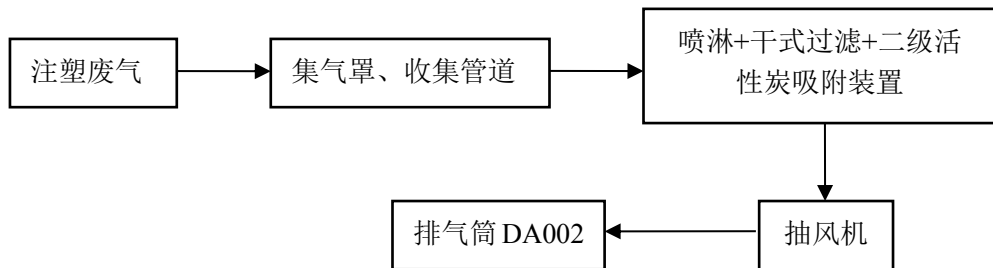 注塑废气
集气罩、收集管道
喷淋+干式过滤+二级活
性炭吸附装置
抽风机
排气筒 DA002